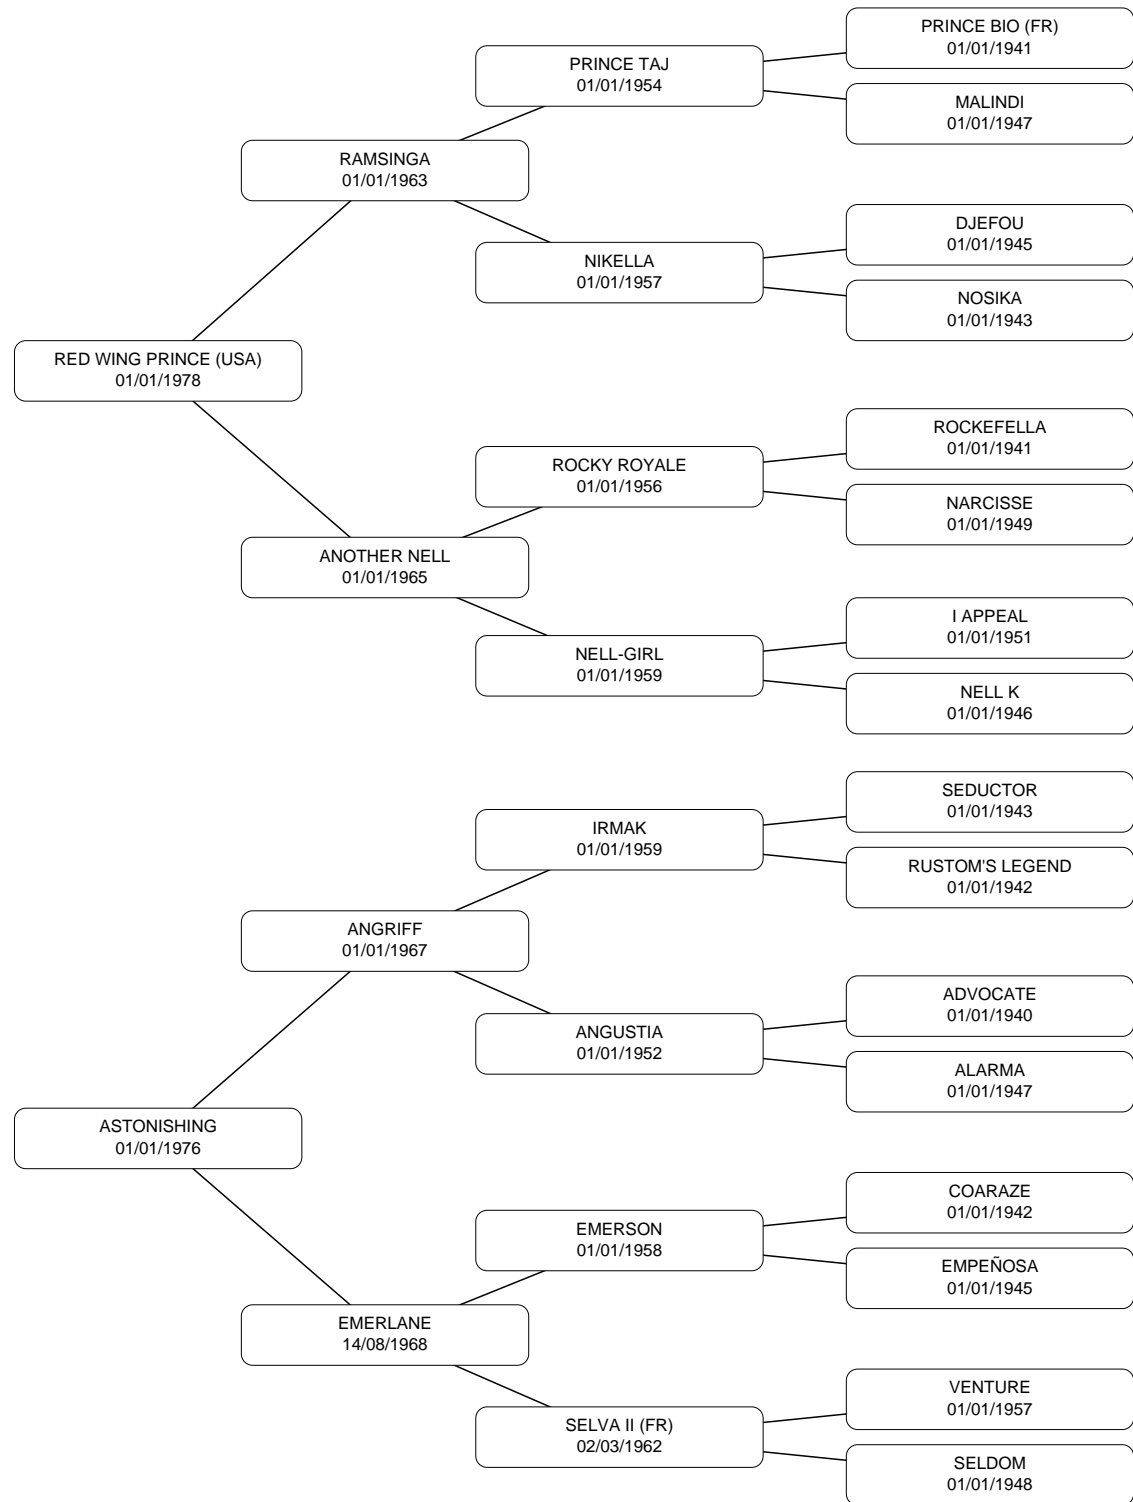 PRINCE BIO (FR)
01/01/1941
PRINCE TAJ
01/01/1954
MALINDI
01/01/1947
RAMSINGA
01/01/1963
DJEFOU
01/01/1945
NIKELLA
01/01/1957
NOSIKA
01/01/1943
RED WING PRINCE (USA)
01/01/1978
ROCKEFELLA
01/01/1941
ROCKY ROYALE
01/01/1956
NARCISSE
01/01/1949
ANOTHER NELL
01/01/1965
I APPEAL
01/01/1951
NELL-GIRL
01/01/1959
NELL K
01/01/1946
SEDUCTOR
01/01/1943
IRMAK
01/01/1959
RUSTOM'S LEGEND
01/01/1942
ANGRIFF
01/01/1967
ADVOCATE
01/01/1940
ANGUSTIA
01/01/1952
ALARMA
01/01/1947
ASTONISHING
01/01/1976
COARAZE
01/01/1942
EMERSON
01/01/1958
EMPEÑOSA
01/01/1945
EMERLANE
14/08/1968
VENTURE
01/01/1957
SELVA II (FR)
02/03/1962
SELDOM
01/01/1948